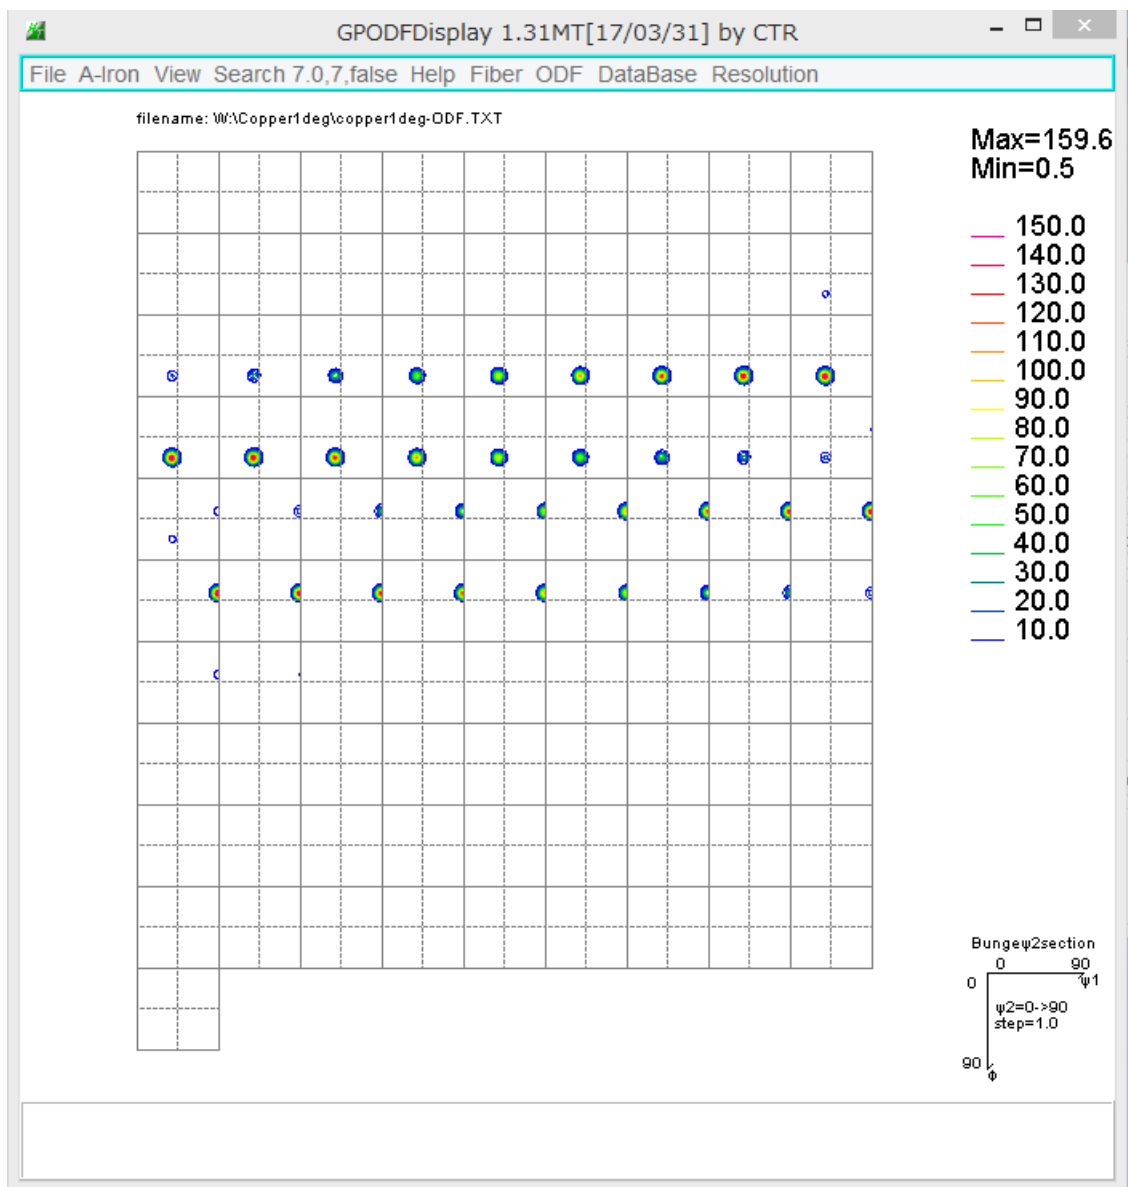 GPODFDisplay 1.31MT[17/03/31] by CTR
File A-Iron View Search 7.0,7,false Help Fiber ODF DataBase Resolution
filename: W:\Copper1deg\copper1deg-ODF.TXT
Max=159.6
Min=0.5
150.0
140.0
130.0
120.0
110.0
100.0
90.0
80.0
70.0
60.0
50.0
40.0
30.0
20.0
10.0
Bungeψ2section
0 90
0 ψ1
ψ2=0->90
step=1.0
90
ϕ